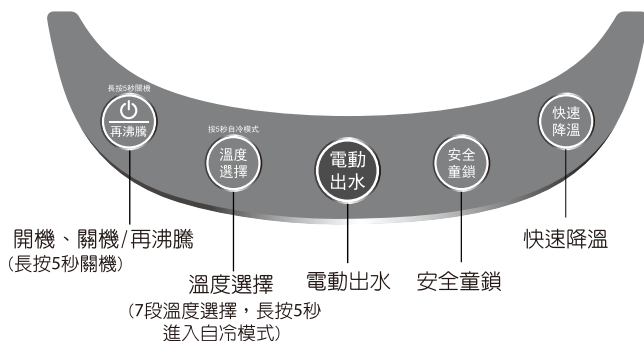 長按5秒關機
再沸騰
按5秒自冷模式
溫度
選擇
電動
出水
安全
童鎖
快速
降溫
開機、關機/再沸騰
(長按5秒關機)
溫度選擇
(7段溫度選擇，長按5秒
進入自冷模式)
電動出水
安全童鎖
快速降溫